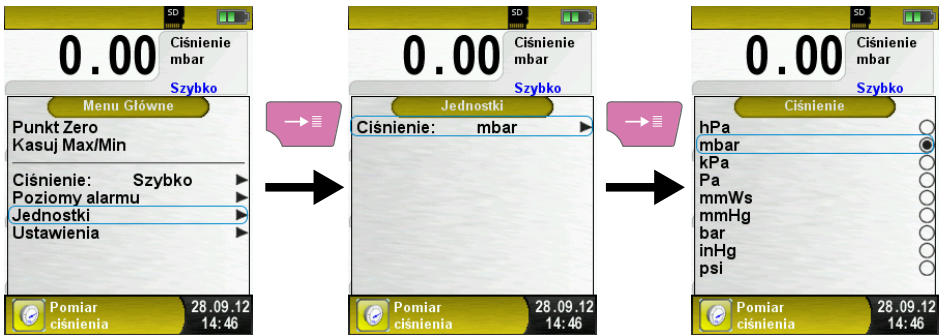 SD
0.00
Ciśnienie
mbar
Szybko
Menu Główne
Punkt Zero
Kasuj Max/Min
Ciśnienie: Szybko
Poziomy alarmu
Jednostki
Ustawienia
Pomiar
ciśnienia
28.09.12
14:46
SD
0.00
Ciśnienie
mbar
Szybko
Jednostki
Ciśnienie: mbar
Pomiar
ciśnienia
28.09.12
14:46
SD
0.00
Ciśnienie
mbar
Szybko
Ciśnienie
hPa
mbar
kPa
Pa
mmWs
mmHg
bar
inHg
psi
Pomiar
ciśnienia
28.09.12
14:46